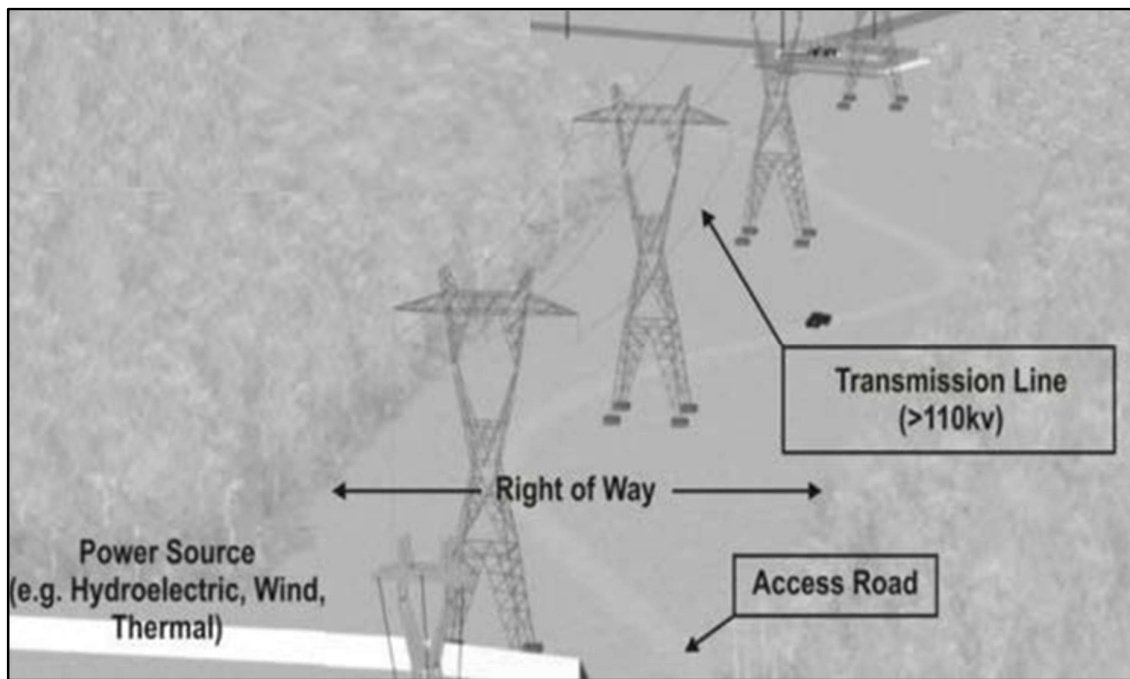 Transmission Line
(>110kv)
Right of Way
Power Source
(e.g. Hydroelectric, Wind,
Thermal)
Access Road